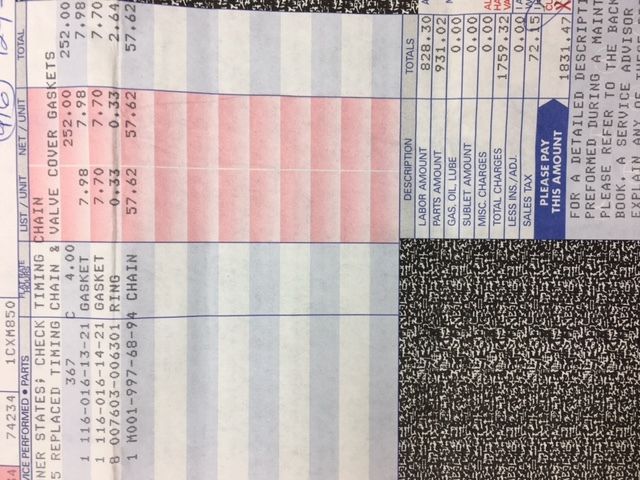 74234 1CXM850
VICE PERFORMED • PARTS LIST / UNIT NET / UNIT TOTAL
NER STATES; CHECK TIMING CHAIN
5 REPLACED TIMING CHAIN & VALVE COVER GASKETS
367 C 4.00 252.00 252.00
1 116-016-13-21 GASKET 7.98 7.98 7.98
1 116-016-14-21 GASKET 7.70 7.70 7.70
8 007603-006301 RING 0.33 0.33 2.64
1 M001-997-68-94 CHAIN 57.62 57.62 57.62
DESCRIPTION TOTALS
LABOR AMOUNT 828.30
PARTS AMOUNT 931.02
GAS, OIL, LUBE 0.00
SUBLET AMOUNT 0.00
MISC. CHARGES 0.00
TOTAL CHARGES 1759.32
LESS INS./ADJ. 0.00
SALES TAX 72.15
PLEASE PAY
THIS AMOUNT 1831.47
FOR A DETAILED DESCRIPTI
PREFORMED DURING A MAINT
PLEASE REFER TO THE BACK
BOOK. A SERVICE ADVISOR